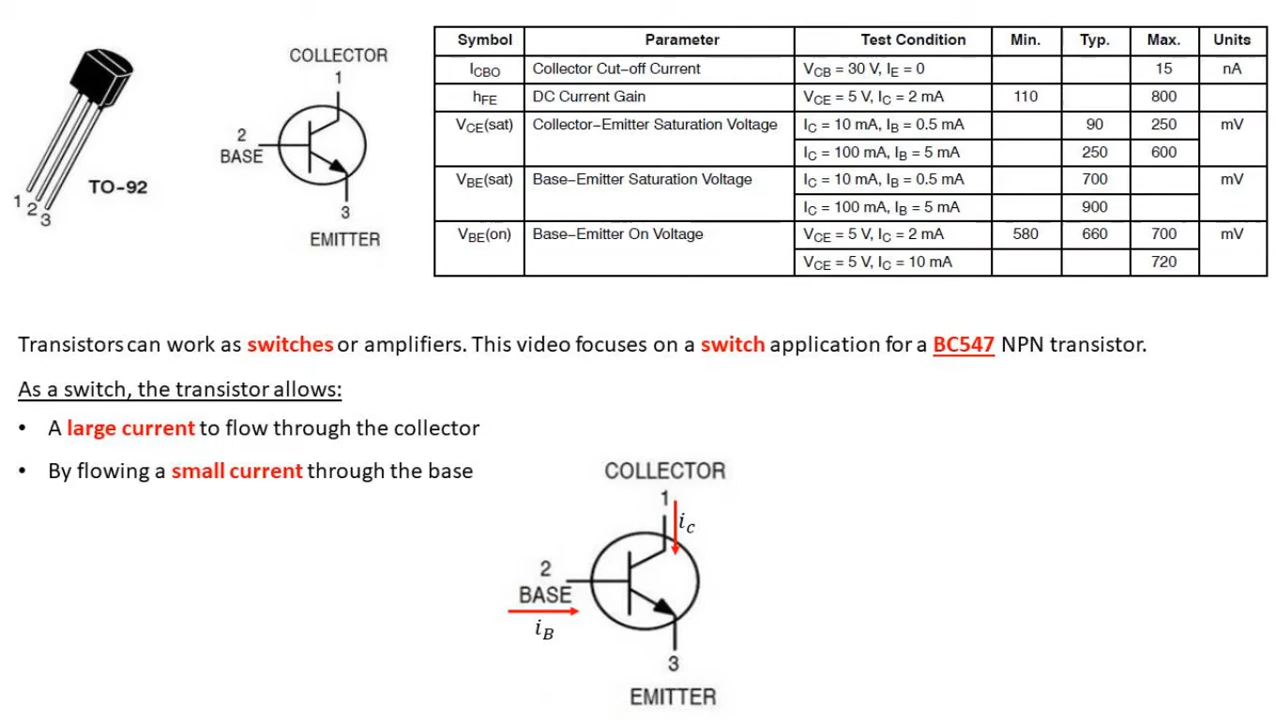 COLLECTOR
1
2
BASE
3
EMITTER
TO-92
1
2
3
Symbol Parameter Test Condition Min. Typ. Max. Units
ICBO Collector Cut-off Current VCB = 30 V, IE = 0 15 nA
hFE DC Current Gain VCE = 5 V, IC = 2 mA 110 800
VCE(sat) Collector-Emitter Saturation Voltage IC = 10 mA, IB = 0.5 mA 90 250 mV
IC = 100 mA, IB = 5 mA 250 600
VBE(sat) Base-Emitter Saturation Voltage IC = 10 mA, IB = 0.5 mA 700 mV
IC = 100 mA, IB = 5 mA 900
VBE(on) Base-Emitter On Voltage VCE = 5 V, IC = 2 mA 580 660 700 mV
VCE = 5 V, IC = 10 mA 720
Transistors can work as switches or amplifiers. This video focuses on a switch application for a BC547 NPN transistor.
As a switch, the transistor allows:
• A large current to flow through the collector
• By flowing a small current through the base
COLLECTOR
1
iC
2
BASE
iB
3
EMITTER